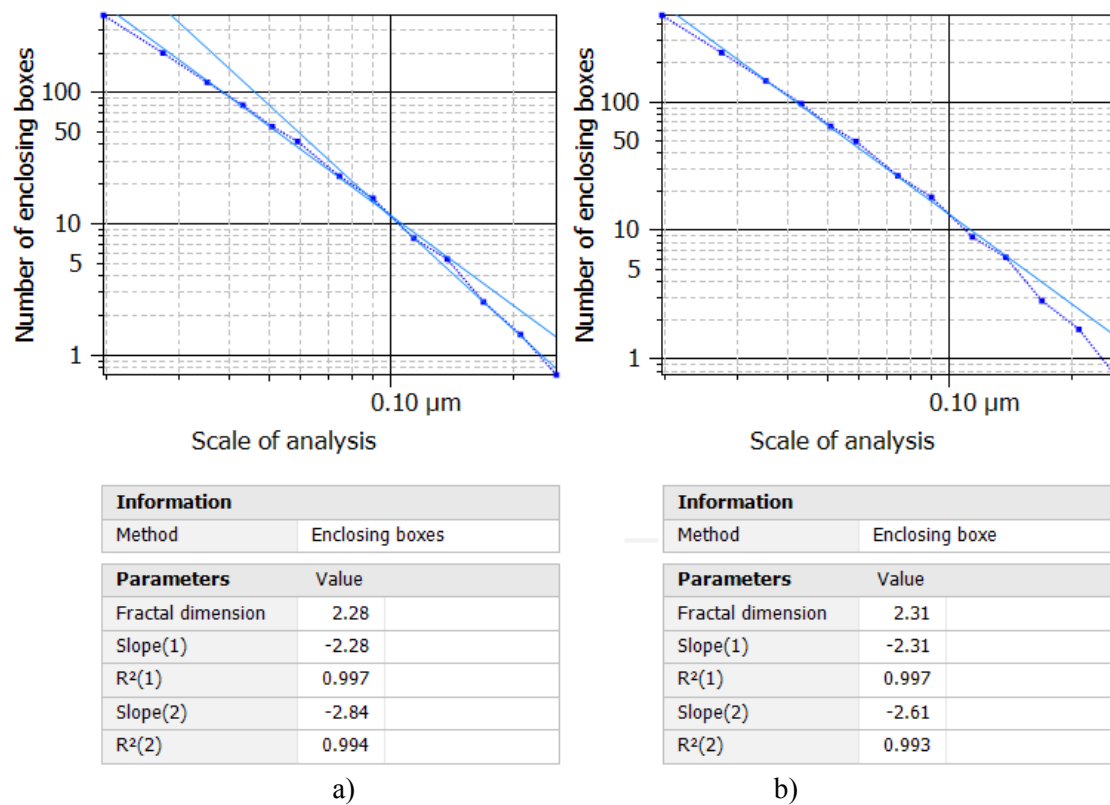 Number of enclosing boxes
100
50
10
5
1
0.10 µm
Scale of analysis
Information
Method Enclosing boxes
Parameters Value
Fractal dimension 2.28
Slope(1) -2.28
R²(1) 0.997
Slope(2) -2.84
R²(2) 0.994
a)
Number of enclosing boxes
100
50
10
5
1
0.10 µm
Scale of analysis
Information
Method Enclosing boxe
Parameters Value
Fractal dimension 2.31
Slope(1) -2.31
R²(1) 0.997
Slope(2) -2.61
R²(2) 0.993
b)